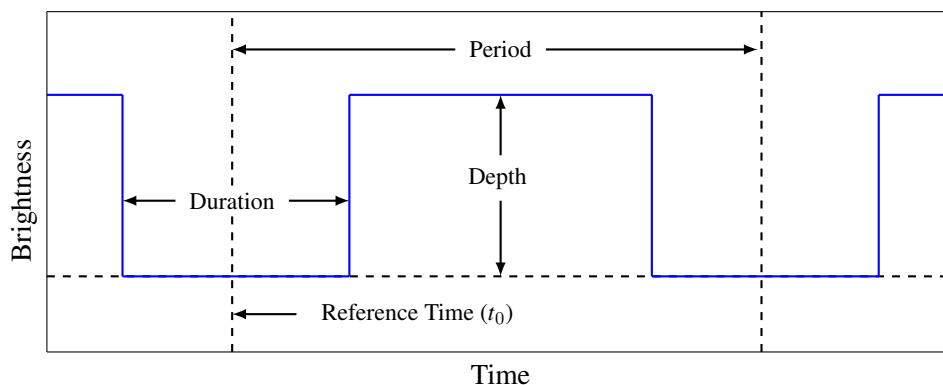 Period
Depth
Duration
Brightness
Reference Time (t₀)
Time